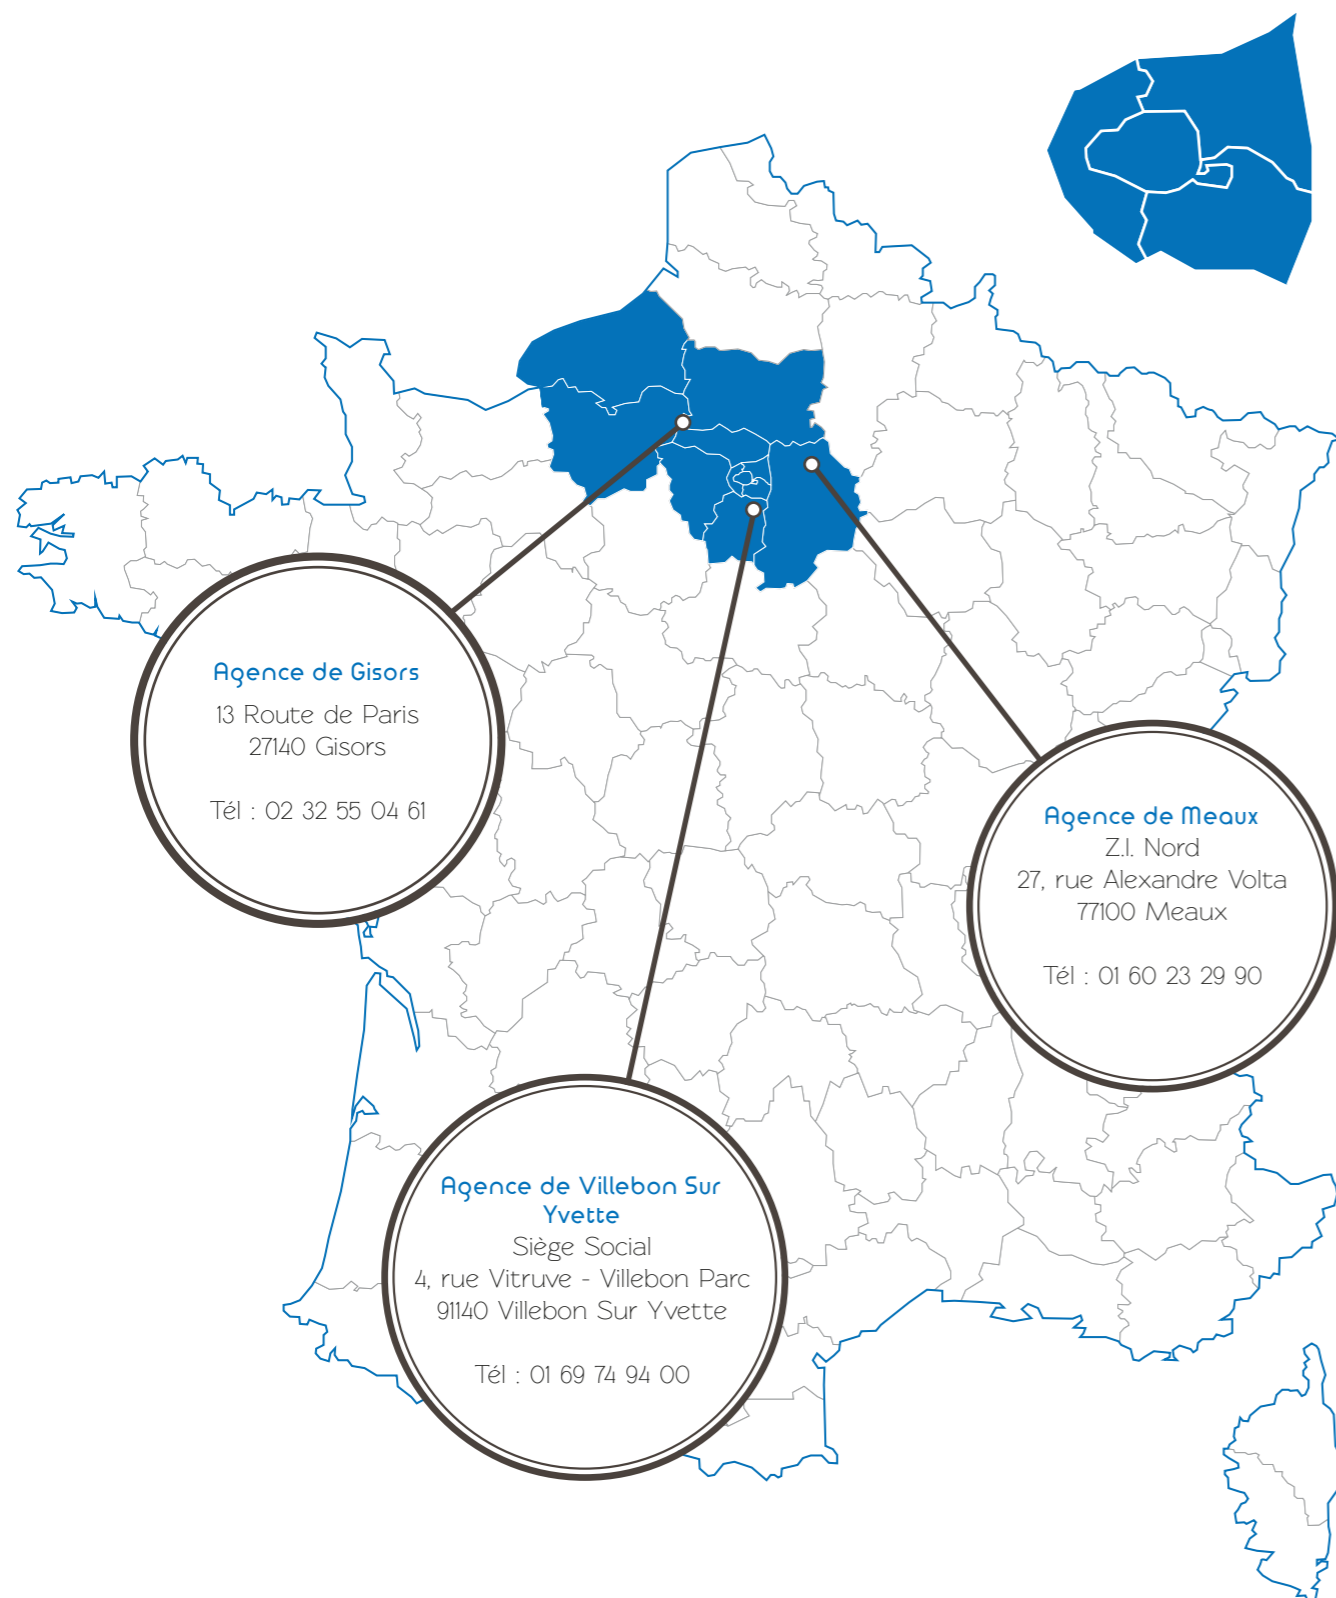 Agence de Gisors
13 Route de Paris
27140 Gisors
Tél : 02 32 55 04 61
Agence de Meaux
Z.I. Nord
27, rue Alexandre Volta
77100 Meaux
Tél : 01 60 23 29 90
Agence de Villebon Sur
Yvette
Siège Social
4, rue Vitruve - Villebon Parc
91140 Villebon Sur Yvette
Tél : 01 69 74 94 00